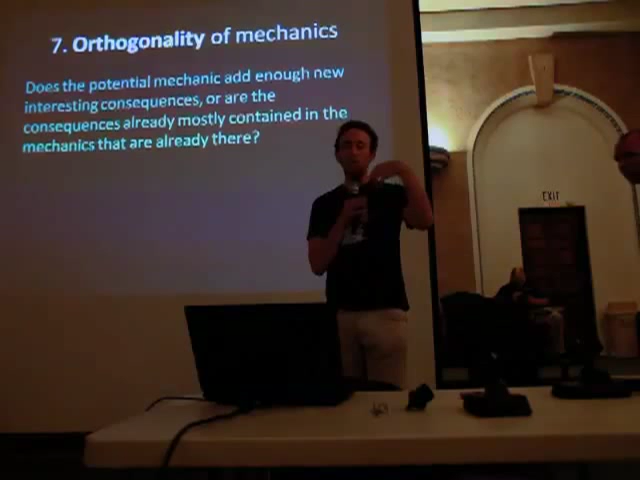 7. Orthogonality of mechanics
Does the potential mechanic add enough new
interesting consequences, or are the
consequences already mostly contained in the
mechanics that are already there?
EXIT